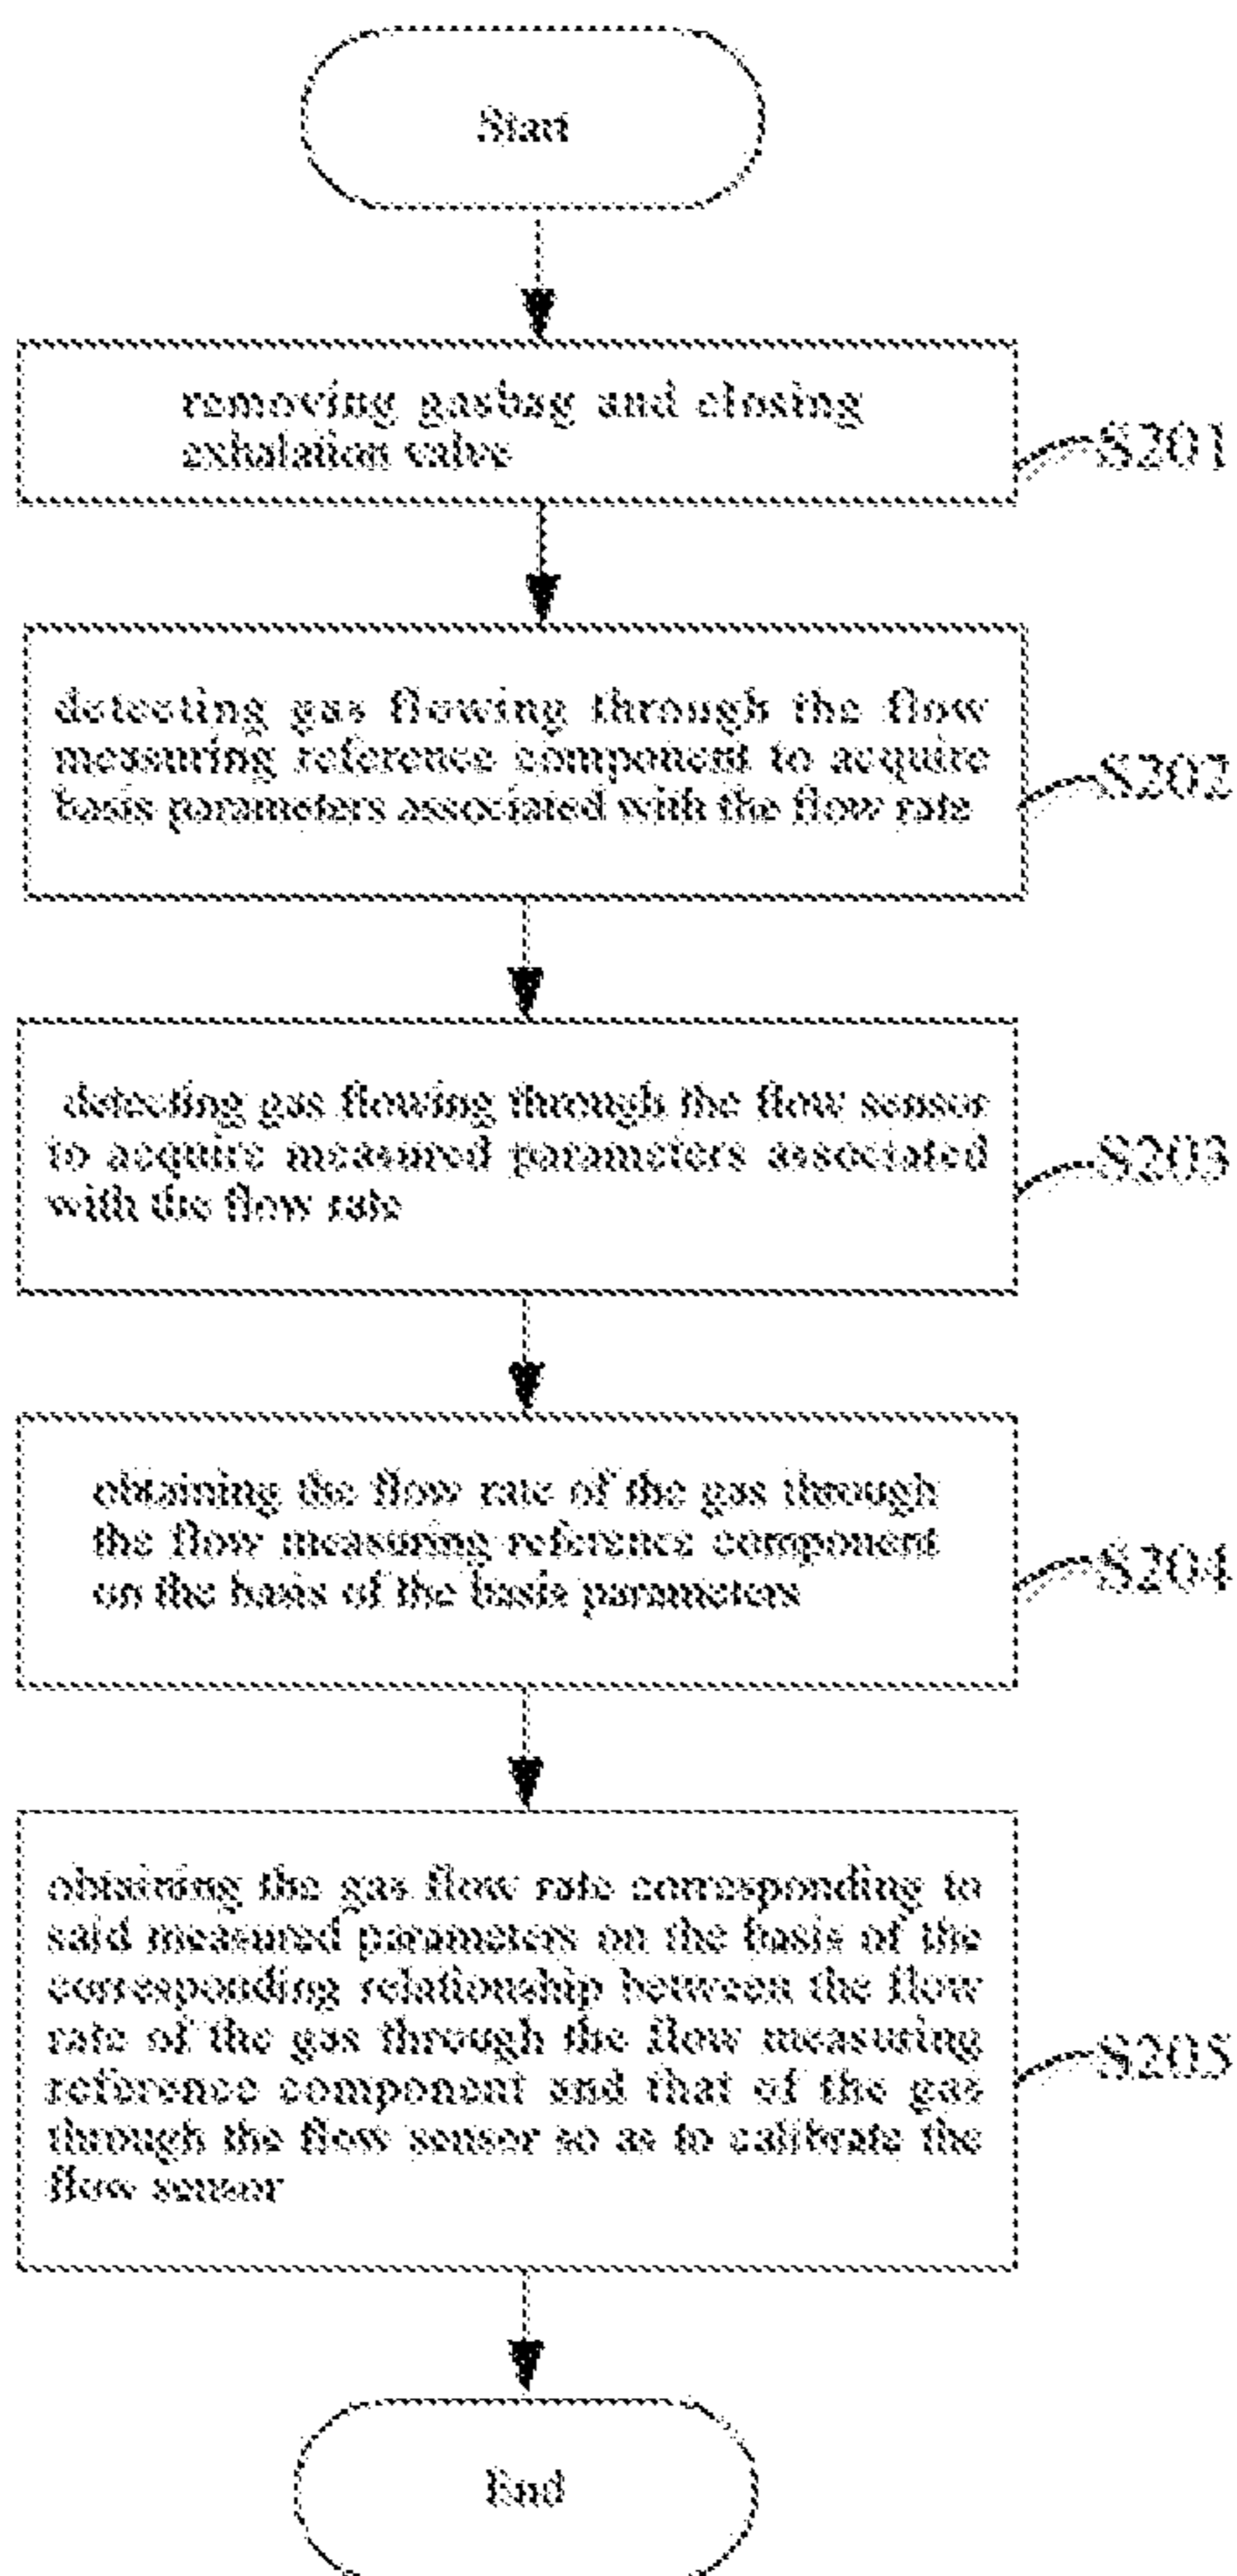 Start
removing gasbag and closing
exhalation valve
S201
detecting gas flowing through the flow
measuring reference component to acquire
basis parameters associated with the flow rate
S202
detecting gas flowing through the flow sensor
to acquire measured parameters associated
with the flow rate
S203
obtaining the flow rate of the gas through
the flow measuring reference component
on the basis of the basis parameters
S204
obtaining the gas flow rate corresponding to
said measured parameters on the basis of the
corresponding relationship between the flow
rate of the gas through the flow measuring
reference component and that of the gas
through the flow sensor so as to calibrate the
flow sensor
S205
End